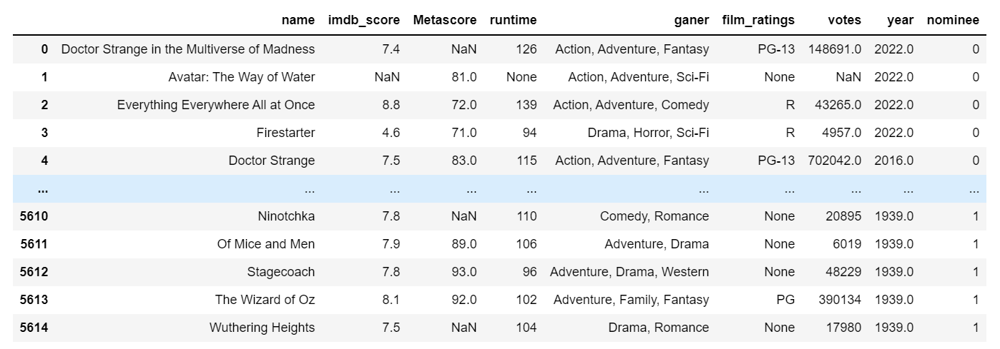 name imdb_score Metascore runtime ganer film_ratings votes year nominee
0 Doctor Strange in the Multiverse of Madness 7.4 NaN 126 Action, Adventure, Fantasy PG-13 148691.0 2022.0 0
1 Avatar: The Way of Water NaN 81.0 None Action, Adventure, Sci-Fi None NaN 2022.0 0
2 Everything Everywhere All at Once 8.8 72.0 139 Action, Adventure, Comedy R 43265.0 2022.0 0
3 Firestarter 4.6 71.0 94 Drama, Horror, Sci-Fi R 4957.0 2022.0 0
4 Doctor Strange 7.5 83.0 115 Action, Adventure, Fantasy PG-13 702042.0 2016.0 0
... ... ... ... ... ... ... ... ... ...
5610 Ninotchka 7.8 NaN 110 Comedy, Romance None 20895 1939.0 1
5611 Of Mice and Men 7.9 89.0 106 Adventure, Drama None 6019 1939.0 1
5612 Stagecoach 7.8 93.0 96 Adventure, Drama, Western None 48229 1939.0 1
5613 The Wizard of Oz 8.1 92.0 102 Adventure, Family, Fantasy PG 390134 1939.0 1
5614 Wuthering Heights 7.5 NaN 104 Drama, Romance None 17980 1939.0 1